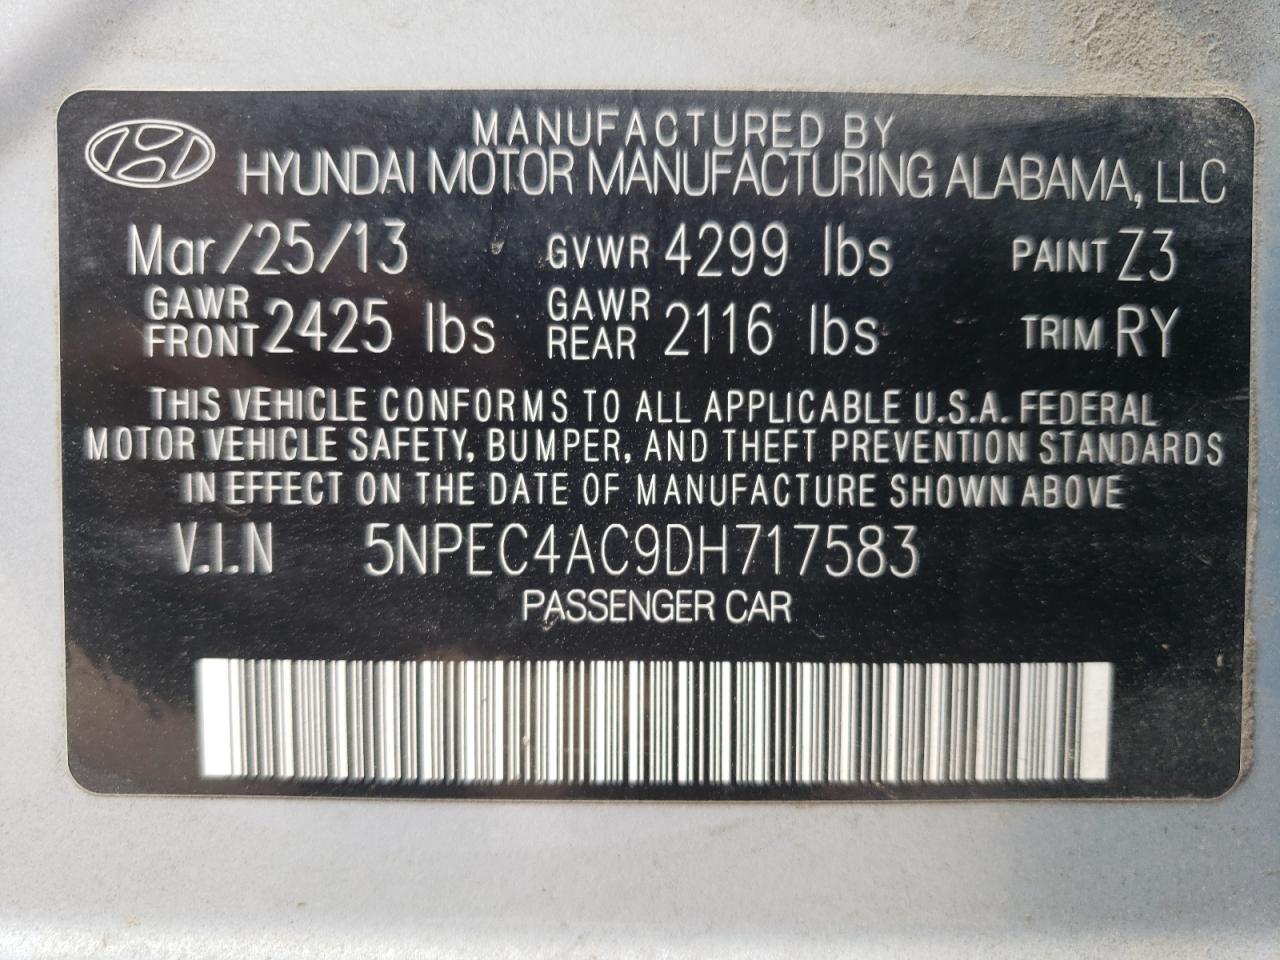 MANUFACTURED BY
HYUNDAI MOTOR MANUFACTURING ALABAMA, LLC
Mar/25/13 GVWR 4299 lbs PAINT Z3
GAWR FRONT 2425 lbs GAWR REAR 2116 lbs TRIM RY
THIS VEHICLE CONFORMS TO ALL APPLICABLE U.S.A. FEDERAL
MOTOR VEHICLE SAFETY, BUMPER, AND THEFT PREVENTION STANDARDS
IN EFFECT ON THE DATE OF MANUFACTURE SHOWN ABOVE
V.I.N 5NPEC4AC9DH717583
PASSENGER CAR